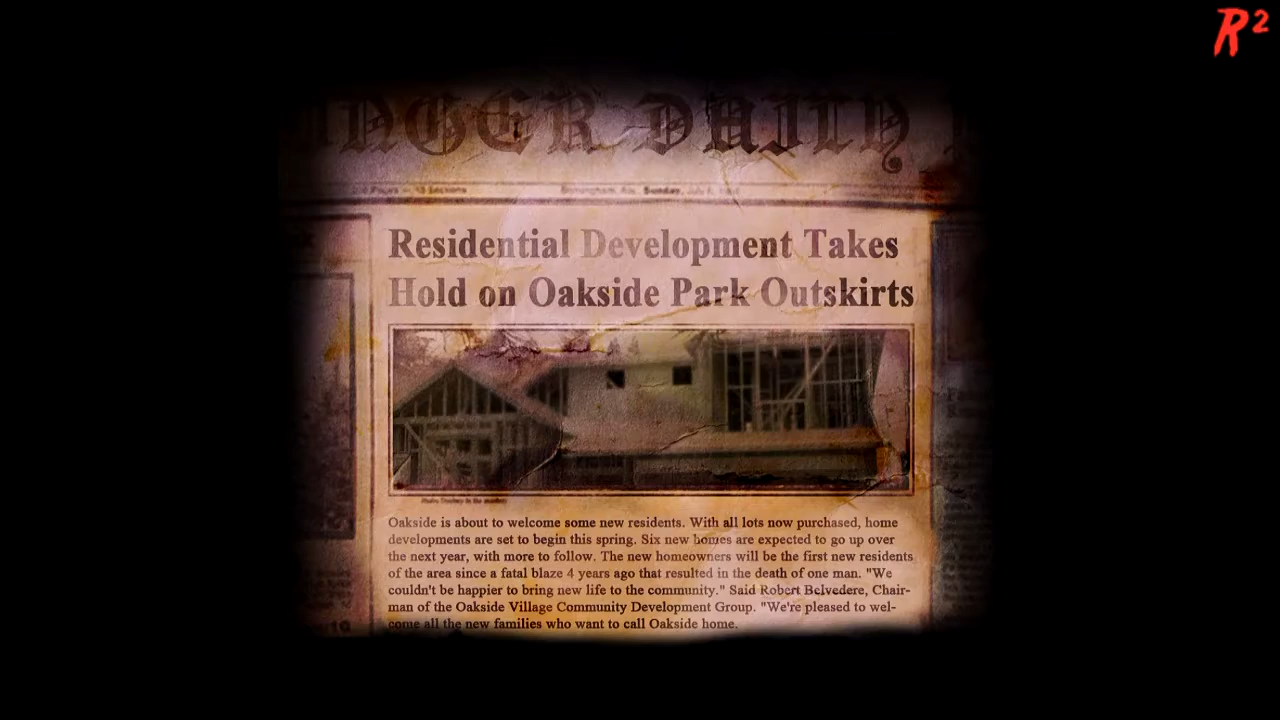 R²
NGER DAILY
Residential Development Takes
Hold on Oakside Park Outskirts
Oakside is about to welcome some new residents. With all lots now purchased, home
developments are set to begin this spring. Six new homes are expected to go up over
the next year, with more to follow. The new homeowners will be the first new residents
of the area since a fatal blaze 4 years ago that resulted in the death of one man. "We
couldn't be happier to bring new life to the community." Said Robert Belvedere, Chair-
man of the Oakside Village Community Development Group. "We're pleased to wel-
come all the new families who want to call Oakside home.